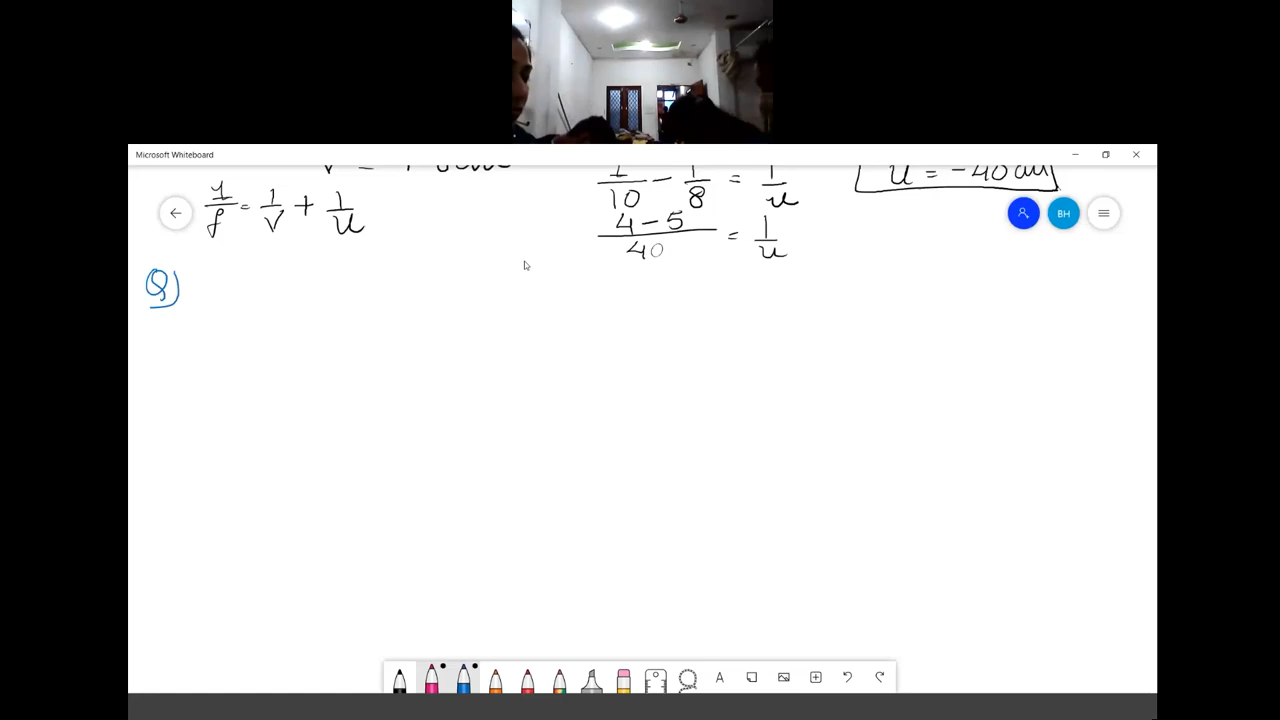 Microsoft Whiteboard
1/10 - 1/8 = 1/u
u = -40 cm
1/f = 1/v + 1/u
BH
(4-5)/40 = 1/u
Q)
A